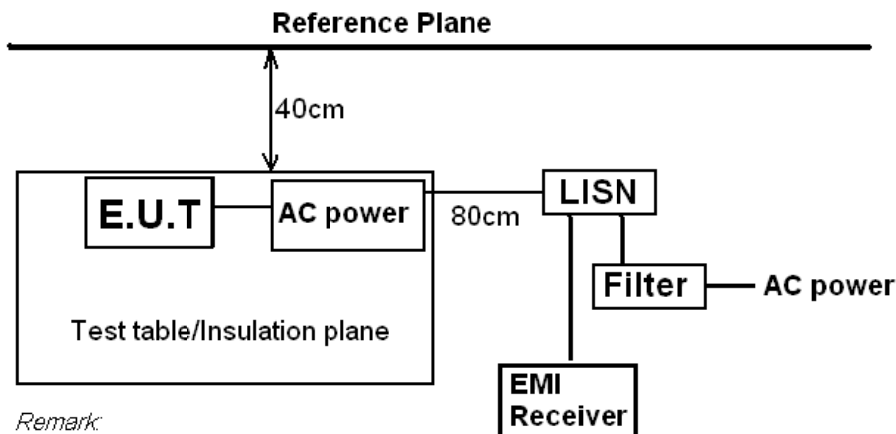 Reference Plane
40cm
E.U.T
AC power
80cm
LISN
Filter
AC power
Test table/Insulation plane
EMI
Receiver
Remark: